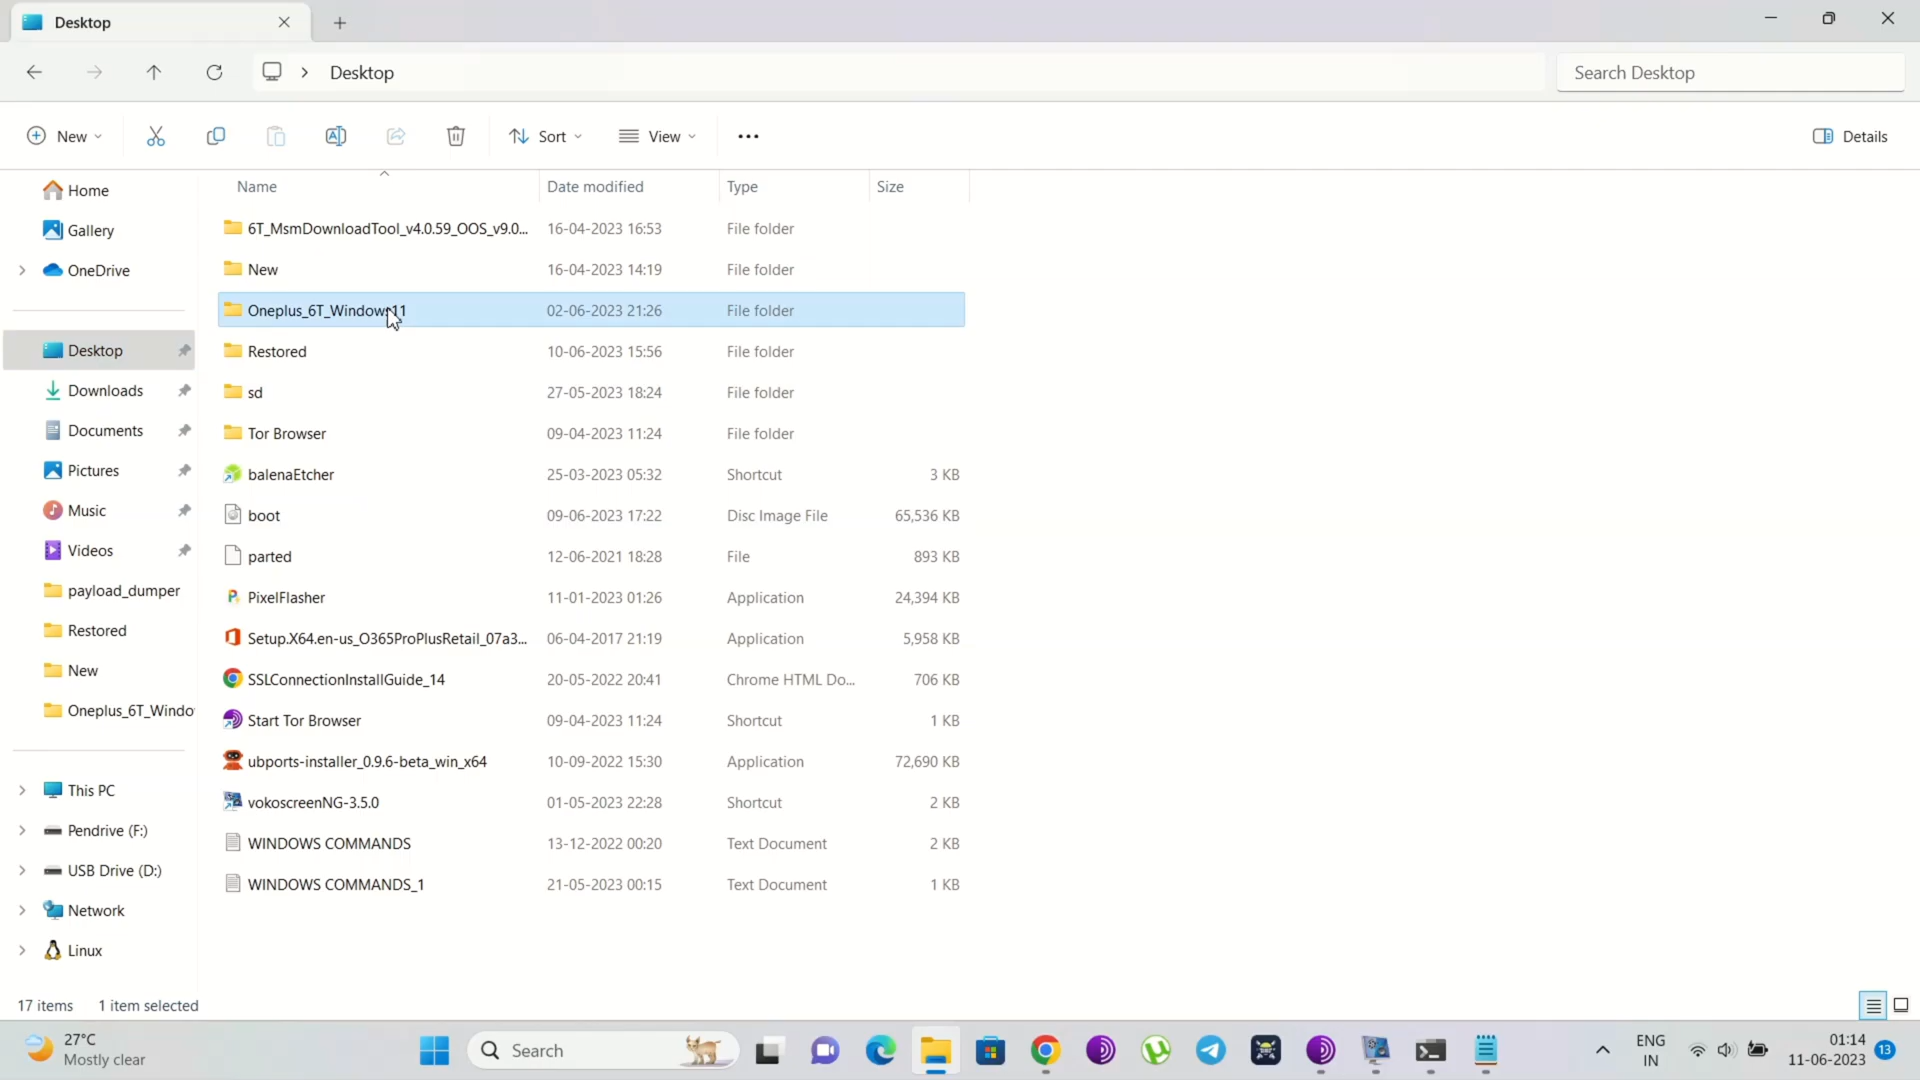 Desktop
Desktop
Search Desktop
New
Sort
View
Details
Home
Gallery
OneDrive
Desktop
Downloads
Documents
Pictures
Music
Videos
payload_dumper
Restored
New
Oneplus_6T_Windo
This PC
Pendrive (F:)
USB Drive (D:)
Network
Linux
Name Date modified Type Size
6T_MsmDownloadTool_v4.0.59_OOS_v9.0... 16-04-2023 16:53 File folder
New 16-04-2023 14:19 File folder
Oneplus_6T_Windows11 02-06-2023 21:26 File folder
Restored 10-06-2023 15:56 File folder
sd 27-05-2023 18:24 File folder
Tor Browser 09-04-2023 11:24 File folder
balenaEtcher 25-03-2023 05:32 Shortcut 3 KB
boot 09-06-2023 17:22 Disc Image File 65,536 KB
parted 12-06-2021 18:28 File 893 KB
PixelFlasher 11-01-2023 01:26 Application 24,394 KB
Setup.X64.en-us_O365ProPlusRetail_07a3... 06-04-2017 21:19 Application 5,958 KB
SSLConnectionInstallGuide_14 20-05-2022 20:41 Chrome HTML Do... 706 KB
Start Tor Browser 09-04-2023 11:24 Shortcut 1 KB
ubports-installer_0.9.6-beta_win_x64 10-09-2022 15:30 Application 72,690 KB
vokoscreenNG-3.5.0 01-05-2023 22:28 Shortcut 2 KB
WINDOWS COMMANDS 13-12-2022 00:20 Text Document 2 KB
WINDOWS COMMANDS_1 21-05-2023 00:15 Text Document 1 KB
17 items 1 item selected
27°C
Mostly clear
Search
ENG
IN
01:14
11-06-2023
13